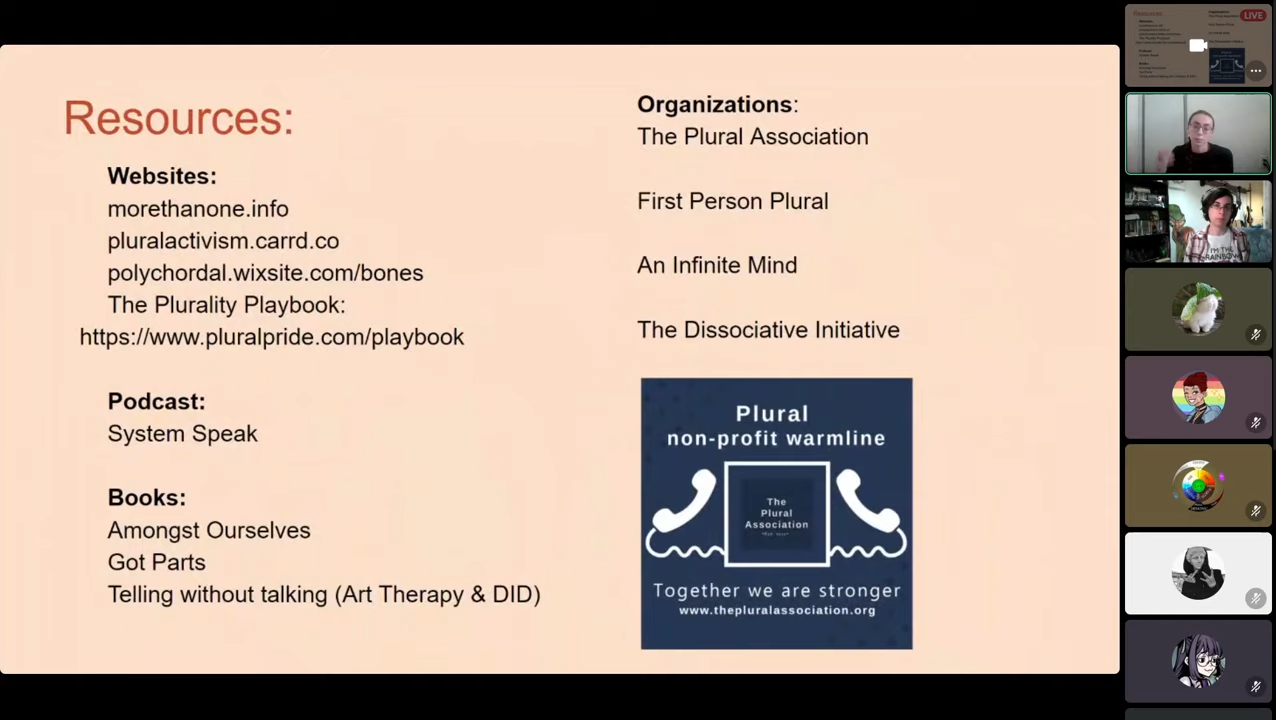 Resources:
Websites:
morethanone.info
pluralactivism.carrd.co
polychordal.wixsite.com/bones
The Plurality Playbook:
https://www.pluralpride.com/playbook
Podcast:
System Speak
Books:
Amongst Ourselves
Got Parts
Telling without talking (Art Therapy & DID)
Organizations:
The Plural Association
First Person Plural
An Infinite Mind
The Dissociative Initiative
Plural
non-profit warmline
The
Plural
Association
Together we are stronger
www.thepluralassociation.org
LIVE
I'M THE